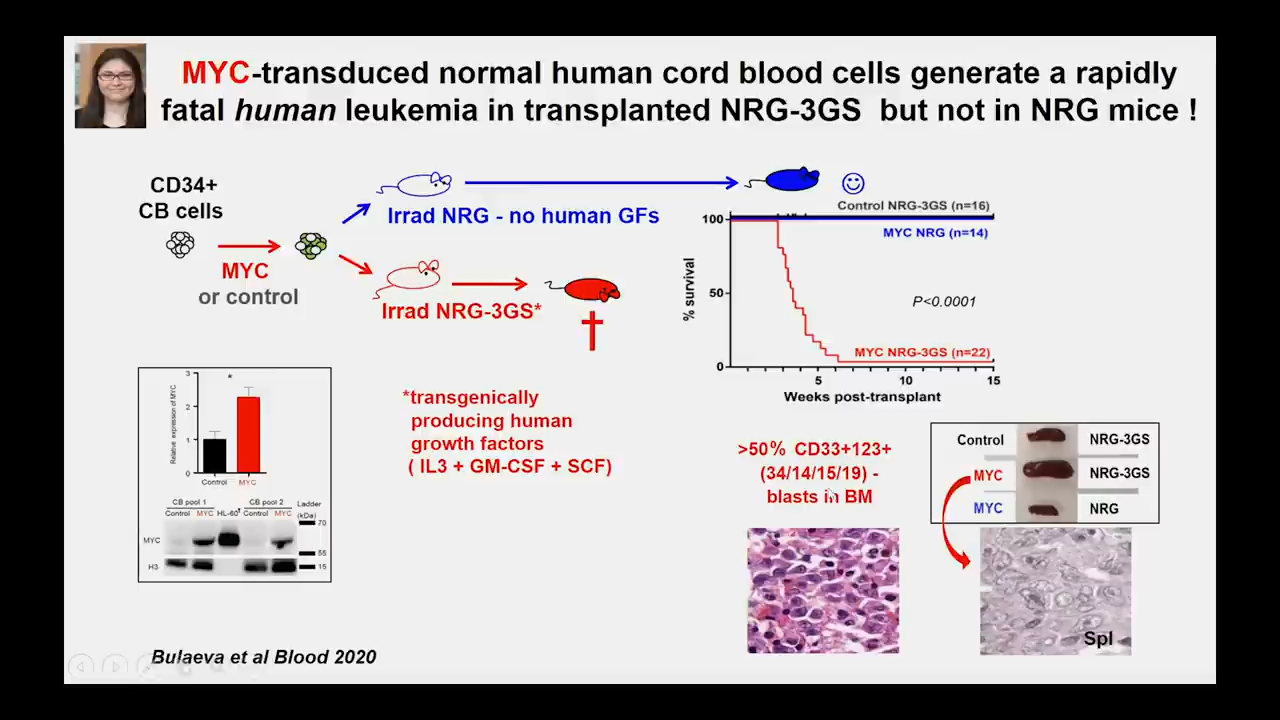 MYC-transduced normal human cord blood cells generate a rapidly
fatal human leukemia in transplanted NRG-3GS but not in NRG mice !
CD34+
CB cells
MYC
or control
Irrad NRG - no human GFs
Irrad NRG-3GS*
*transgenically
producing human
growth factors
( IL3 + GM-CSF + SCF)
Control NRG-3GS (n=16)
MYC NRG (n=14)
P<0.0001
MYC NRG-3GS (n=22)
% survival
100
50
0
5
10
15
Weeks post-transplant
Relative expression of MYC
3
2
1
0
*
Control
MYC
CB pool 1
CB pool 2
Ladder
(kDa)
Control
MYC
HL-60
Control
MYC
70
MYC
55
H3
15
>50% CD33+123+
(34/14/15/19) -
blasts in BM
Control
NRG-3GS
MYC
NRG-3GS
MYC
NRG
Spl
Bulaeva et al Blood 2020